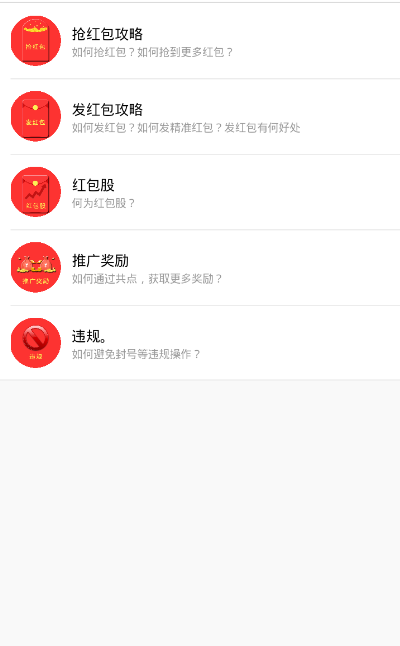 抢红包
抢红包攻略
如何抢红包？如何抢到更多红包？
发红包
发红包攻略
如何发红包？如何发精准红包？发红包有何好处
红包股
红包股
何为红包股？
推广奖励
推广奖励
如何通过共点，获取更多奖励？
违规
违规。
如何避免封号等违规操作？